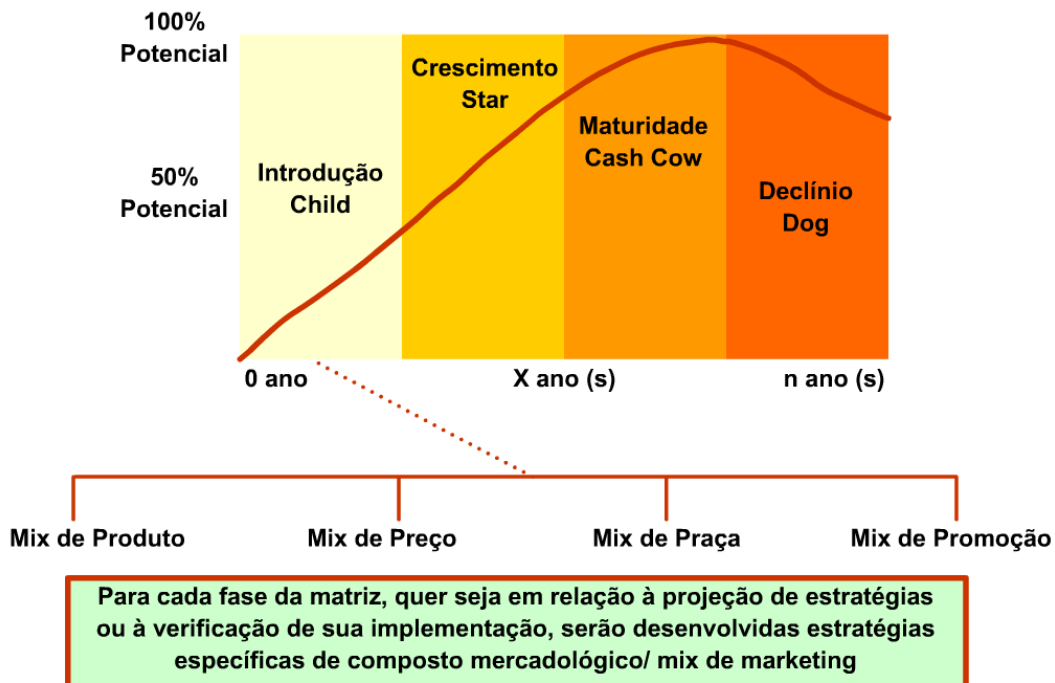 100%
Potencial
Crescimento
Star
Maturidade
Cash Cow
50%
Potencial
Introdução
Child
Declínio
Dog
0 ano
X ano (s)
n ano (s)
Mix de Produto
Mix de Preço
Mix de Praça
Mix de Promoção
Para cada fase da matriz, quer seja em relação à projeção de estratégias
ou à verificação de sua implementação, serão desenvolvidas estratégias
específicas de composto mercadológico/ mix de marketing